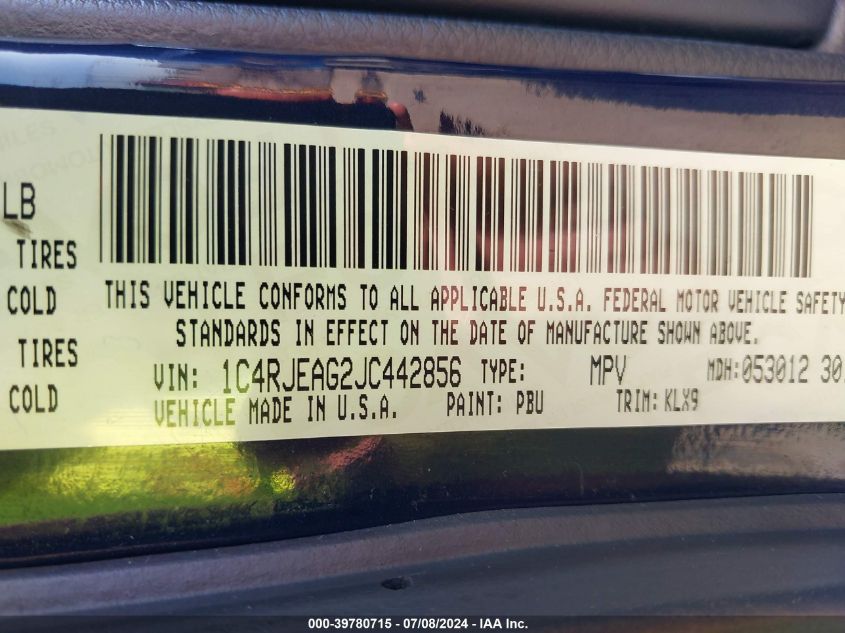 LB
TIRES
COLD
THIS VEHICLE CONFORMS TO ALL APPLICABLE U.S.A. FEDERAL MOTOR VEHICLE SAFETY
STANDARDS IN EFFECT ON THE DATE OF MANUFACTURE SHOWN ABOVE.
TIRES
VIN: 1C4RJEAG2JC442856 TYPE: MPV MDH:053012 30
COLD
VEHICLE MADE IN U.S.A. PAINT: PBU TRIM: KLX9
000-39780715 - 07/08/2024 - IAA Inc.